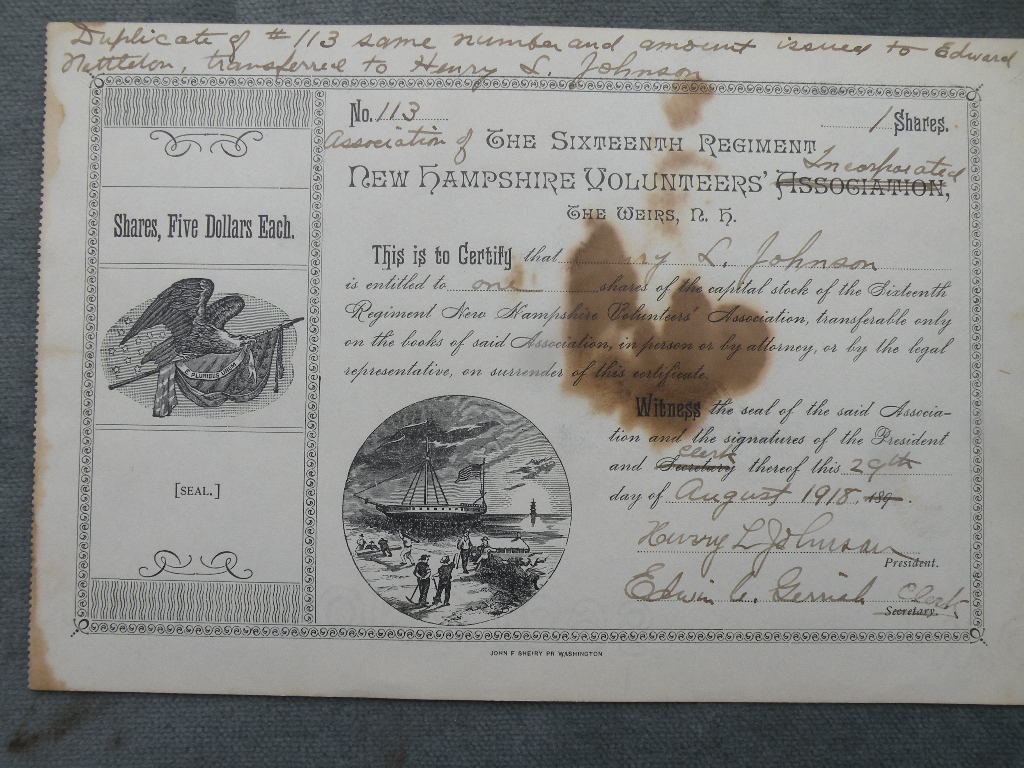 Duplicate of # 113 same number and amount issued to Edward
Nettleton, transferred to Henry L. Johnson
No. 113
1 Shares.
Association of THE SIXTEENTH REGIMENT
Incorporated
NEW HAMPSHIRE VOLUNTEERS' ASSOCIATION,
THE WEIRS, N. H.
Shares, Five Dollars Each.
E PLURIBUS UNUM
[SEAL.]
This is to Certify that L. Johnson
is entitled to one shares of the capital stock of the Sixteenth
Regiment New Hampshire Volunteers' Association, transferable only
on the books of said Association, in person or by attorney, or by the legal
representative, on surrender of this certificate.
Witness the seal of the said Associa-
tion and the signatures of the President
Clerk
and Secretary thereof this 29th
day of August 1918. 189 .
Henry L Johnson
President.
Edwin C. Gerrish Clerk
Secretary.
JOHN F SHEIRY PR WASHINGTON